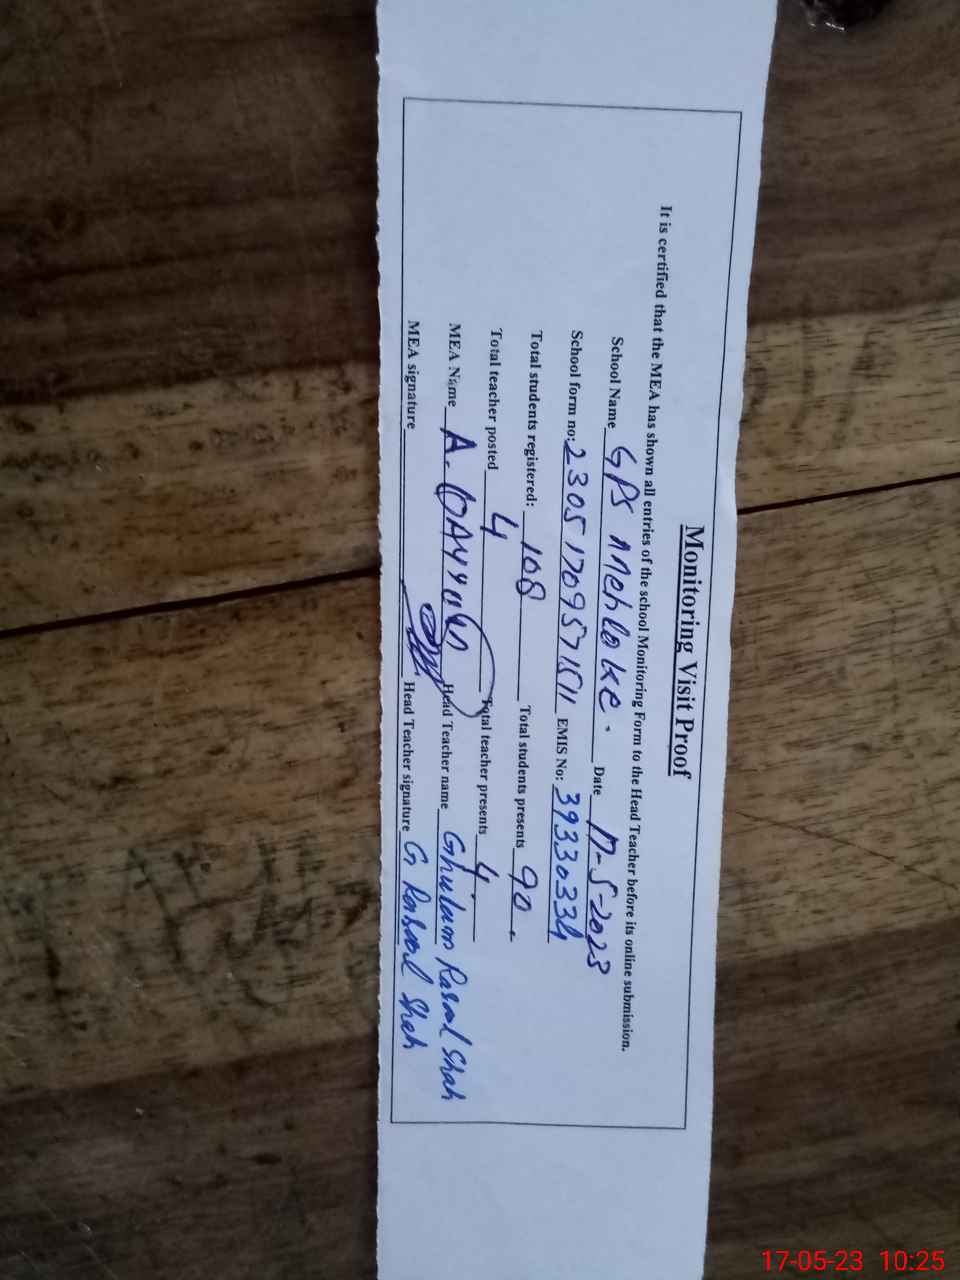 Monitoring Visit Proof
It is certified that the MEA has shown all entries of the school Monitoring Form to the Head Teacher before its online submission.
School Name GPS Mehloke. Date 17-5-2023
School form no: 23051709571511 EMIS No: 39330334
Total students registered: 108 Total students presents 90
Total teacher posted 4 Total teacher presents 4
MEA Name A. QAYYUM Head Teacher name Ghulam Rasool Shah
MEA signature Head Teacher signature G Rasool Shah
17-05-23 10:25